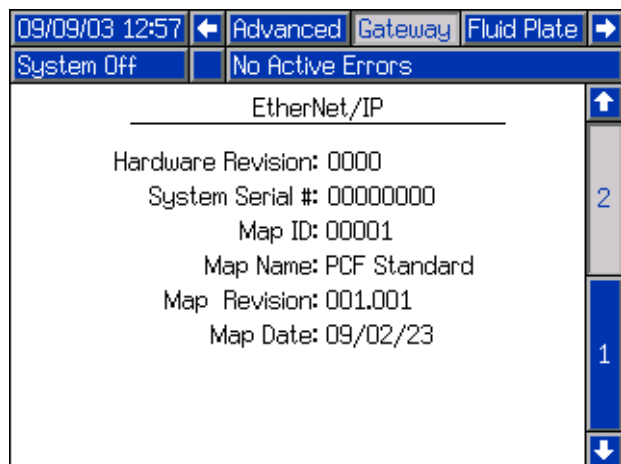 09/09/03 12:57 Advanced Gateway Fluid Plate
System Off No Active Errors
EtherNet/IP
Hardware Revision: 0000
System Serial #: 00000000
Map ID: 00001
Map Name: PCF Standard
Map Revision: 001.001
Map Date: 09/02/23
2
1